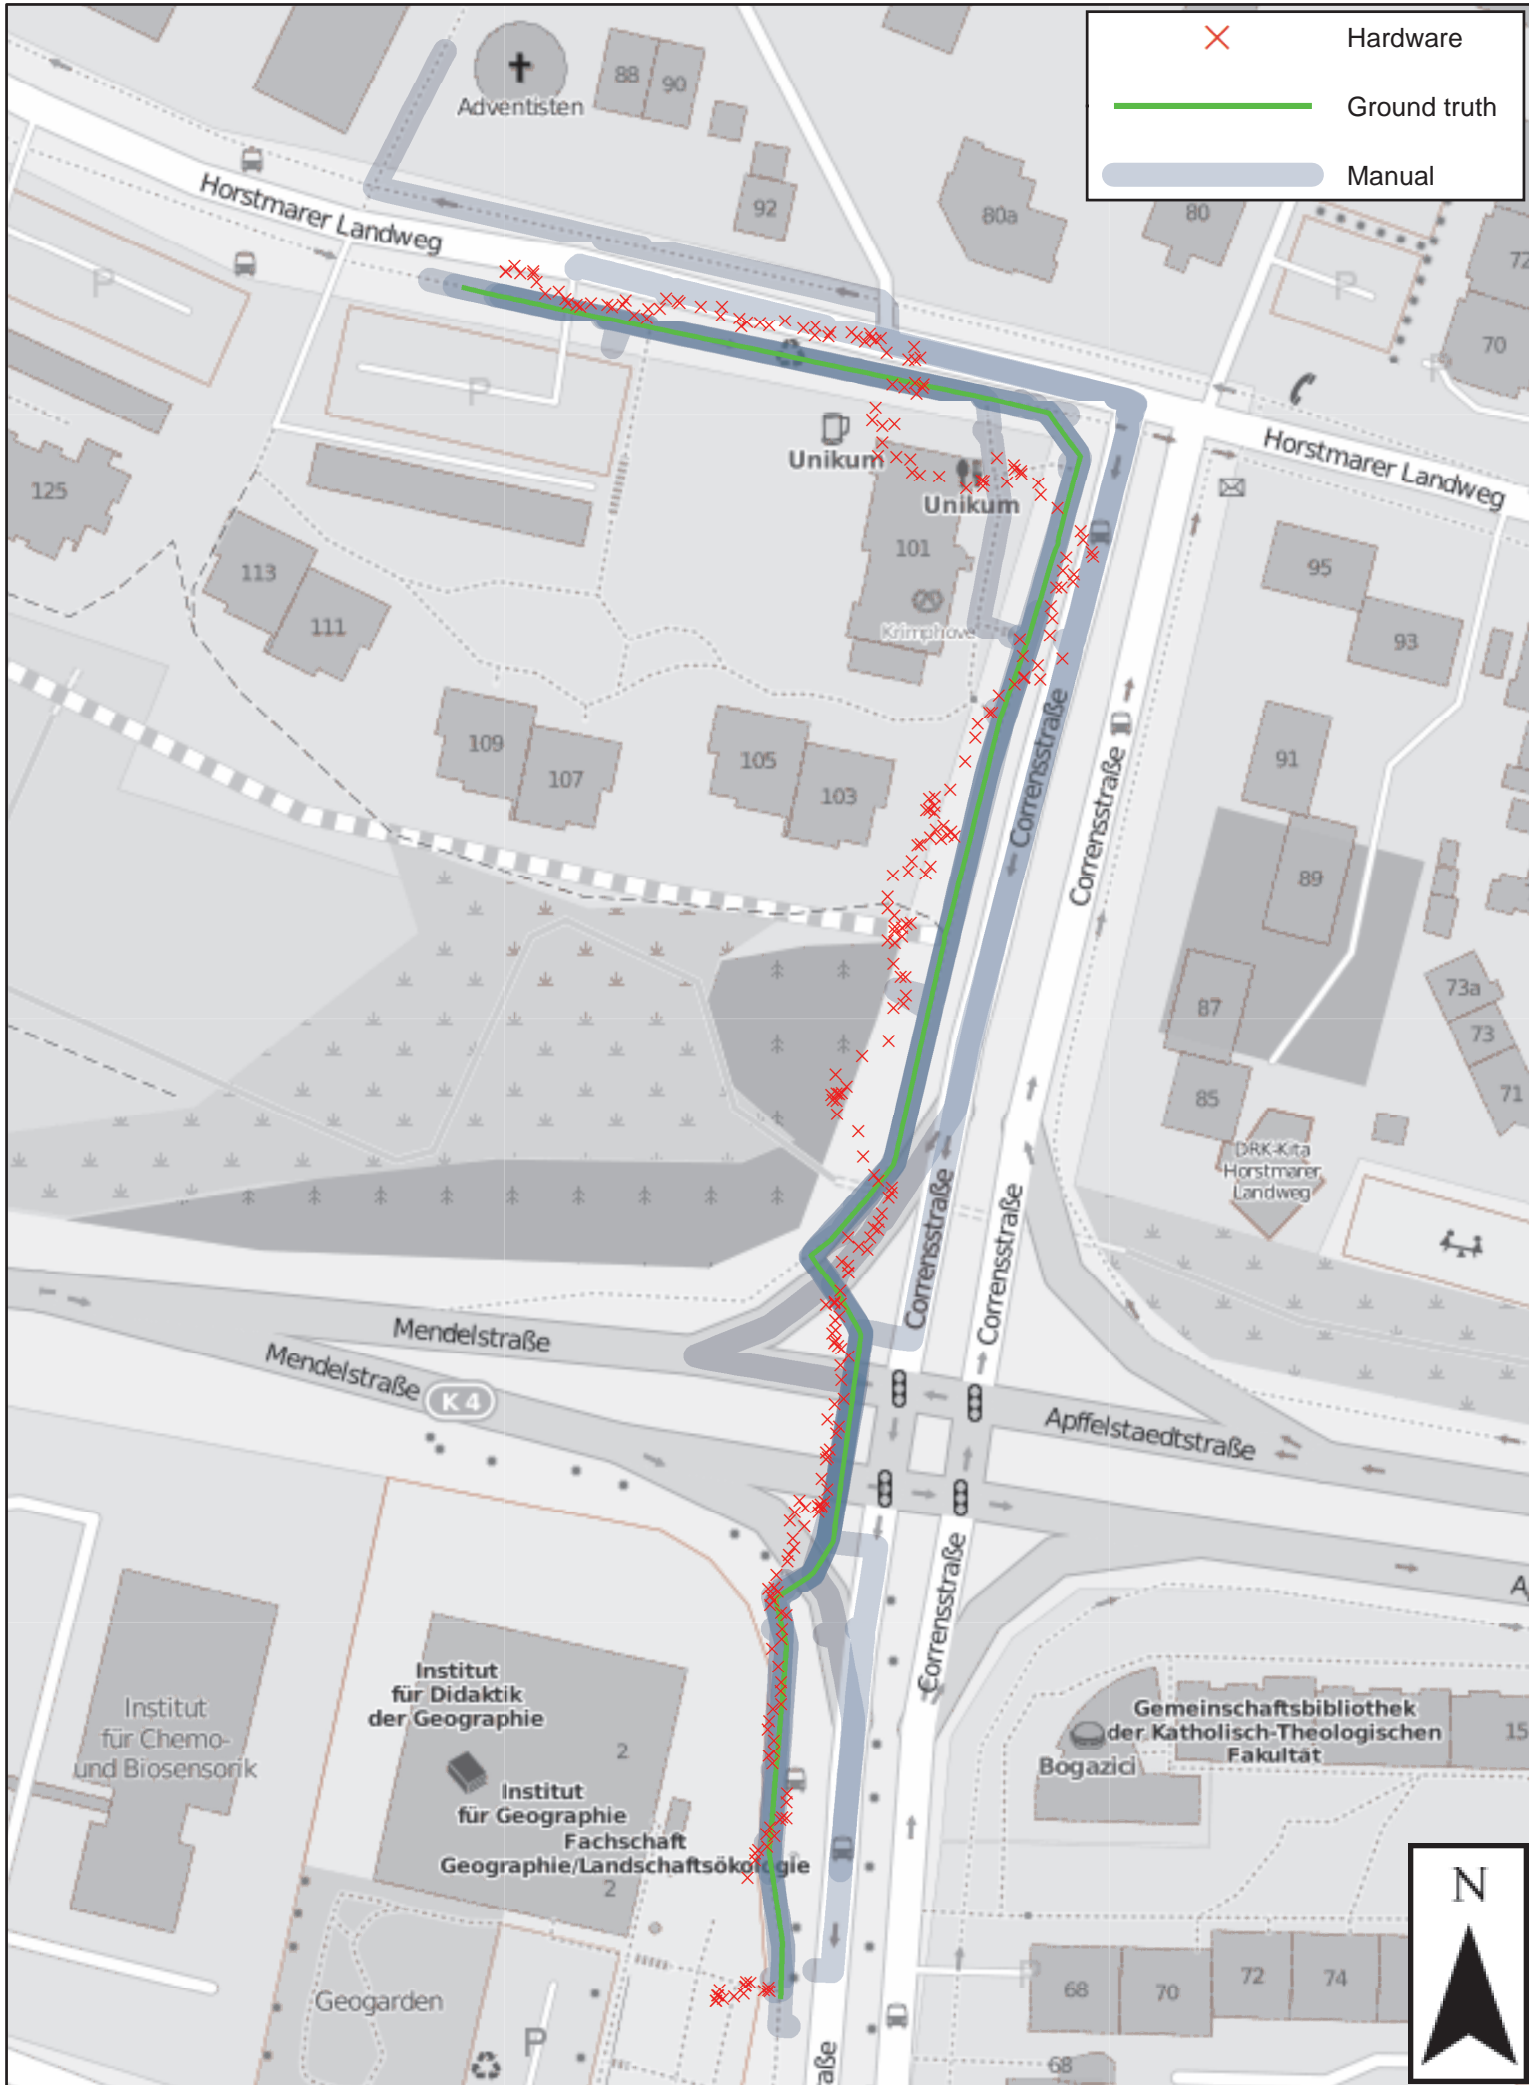 Hardware
Ground truth
Manual
88
90
Adventisten
Horstmarer Landweg
92
80a
80
72
P
P
70
P
P
Unikum
Unikum
Horstmarer Landweg
125
101
113
111
95
93
Krimphove
109
107
105
103
91
89
Corrensstraße
Corrensstraße
87
85
73a
73
71
DRK-Kita
Horstmarer
Landweg
Corrensstraße
Corrensstraße
Mendelstraße
Mendelstraße
K 4
Apffelstaedtstraße
A
Corrensstraße
Institut
für Didaktik
der Geographie
Institut
für Chemo-
und Biosensorik
2
Institut
für Geographie
Fachschaft
Geographie/Landschaftsökologie
2
Gemeinschaftsbibliothek
der Katholisch-Theologischen
Fakultät
15
Bogazici
N
Geogarden
P
P
68
70
72
74
68
aße